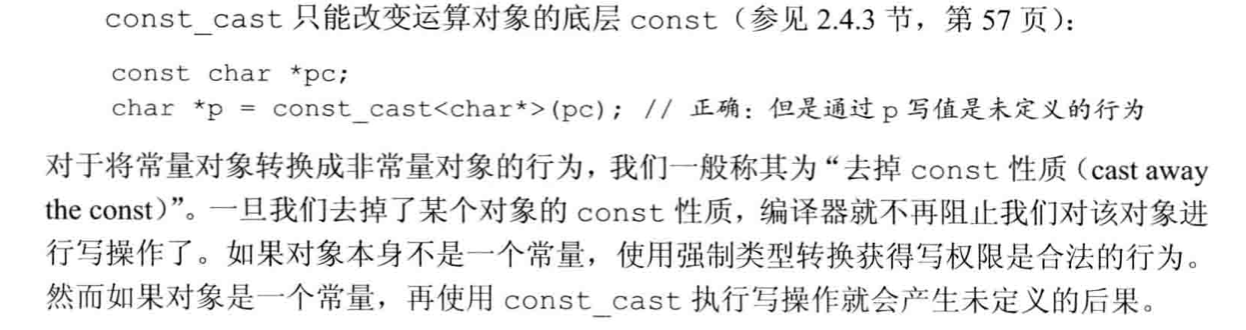 const_cast 只能改变运算对象的底层 const（参见 2.4.3 节，第 57 页）：
const char *pc;
char *p = const_cast<char*>(pc); // 正确：但是通过 p 写值是未定义的行为
对于将常量对象转换成非常量对象的行为，我们一般称其为“去掉 const 性质（cast away
the const）”。一旦我们去掉了某个对象的 const 性质，编译器就不再阻止我们对该对象进
行写操作了。如果对象本身不是一个常量，使用强制类型转换获得写权限是合法的行为。
然而如果对象是一个常量，再使用 const_cast 执行写操作就会产生未定义的后果。